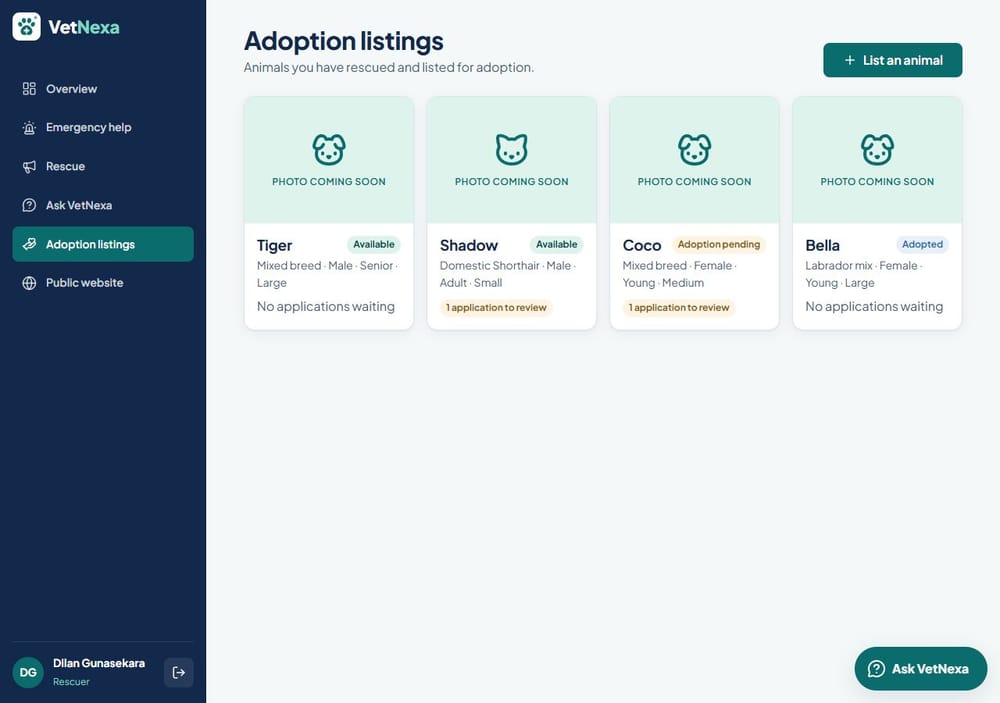 VetNexa
Overview
Emergency help
Rescue
Ask VetNexa
Adoption listings
Public website
DG
Dilan Gunasekara
Rescuer
Adoption listings
Animals you have rescued and listed for adoption.
+ List an animal
PHOTO COMING SOON
Tiger
Available
Mixed breed · Male · Senior ·
Large
No applications waiting
PHOTO COMING SOON
Shadow
Available
Domestic Shorthair · Male ·
Adult · Small
1 application to review
PHOTO COMING SOON
Coco
Adoption pending
Mixed breed · Female ·
Young · Medium
1 application to review
PHOTO COMING SOON
Bella
Adopted
Labrador mix · Female ·
Young · Large
No applications waiting
Ask VetNexa